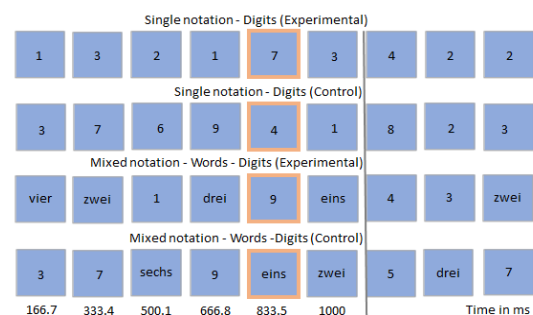 Single notation - Digits (Experimental)
1 3 2 1 7 3 4 2 2
Single notation - Digits (Control)
3 7 6 9 4 1 8 2 3
Mixed notation - Words - Digits (Experimental)
vier zwei 1 drei 9 eins 4 3 zwei
Mixed notation - Words -Digits (Control)
3 7 sechs 9 eins zwei 5 drei 7
166.7 333.4 500.1 666.8 833.5 1000 Time in ms